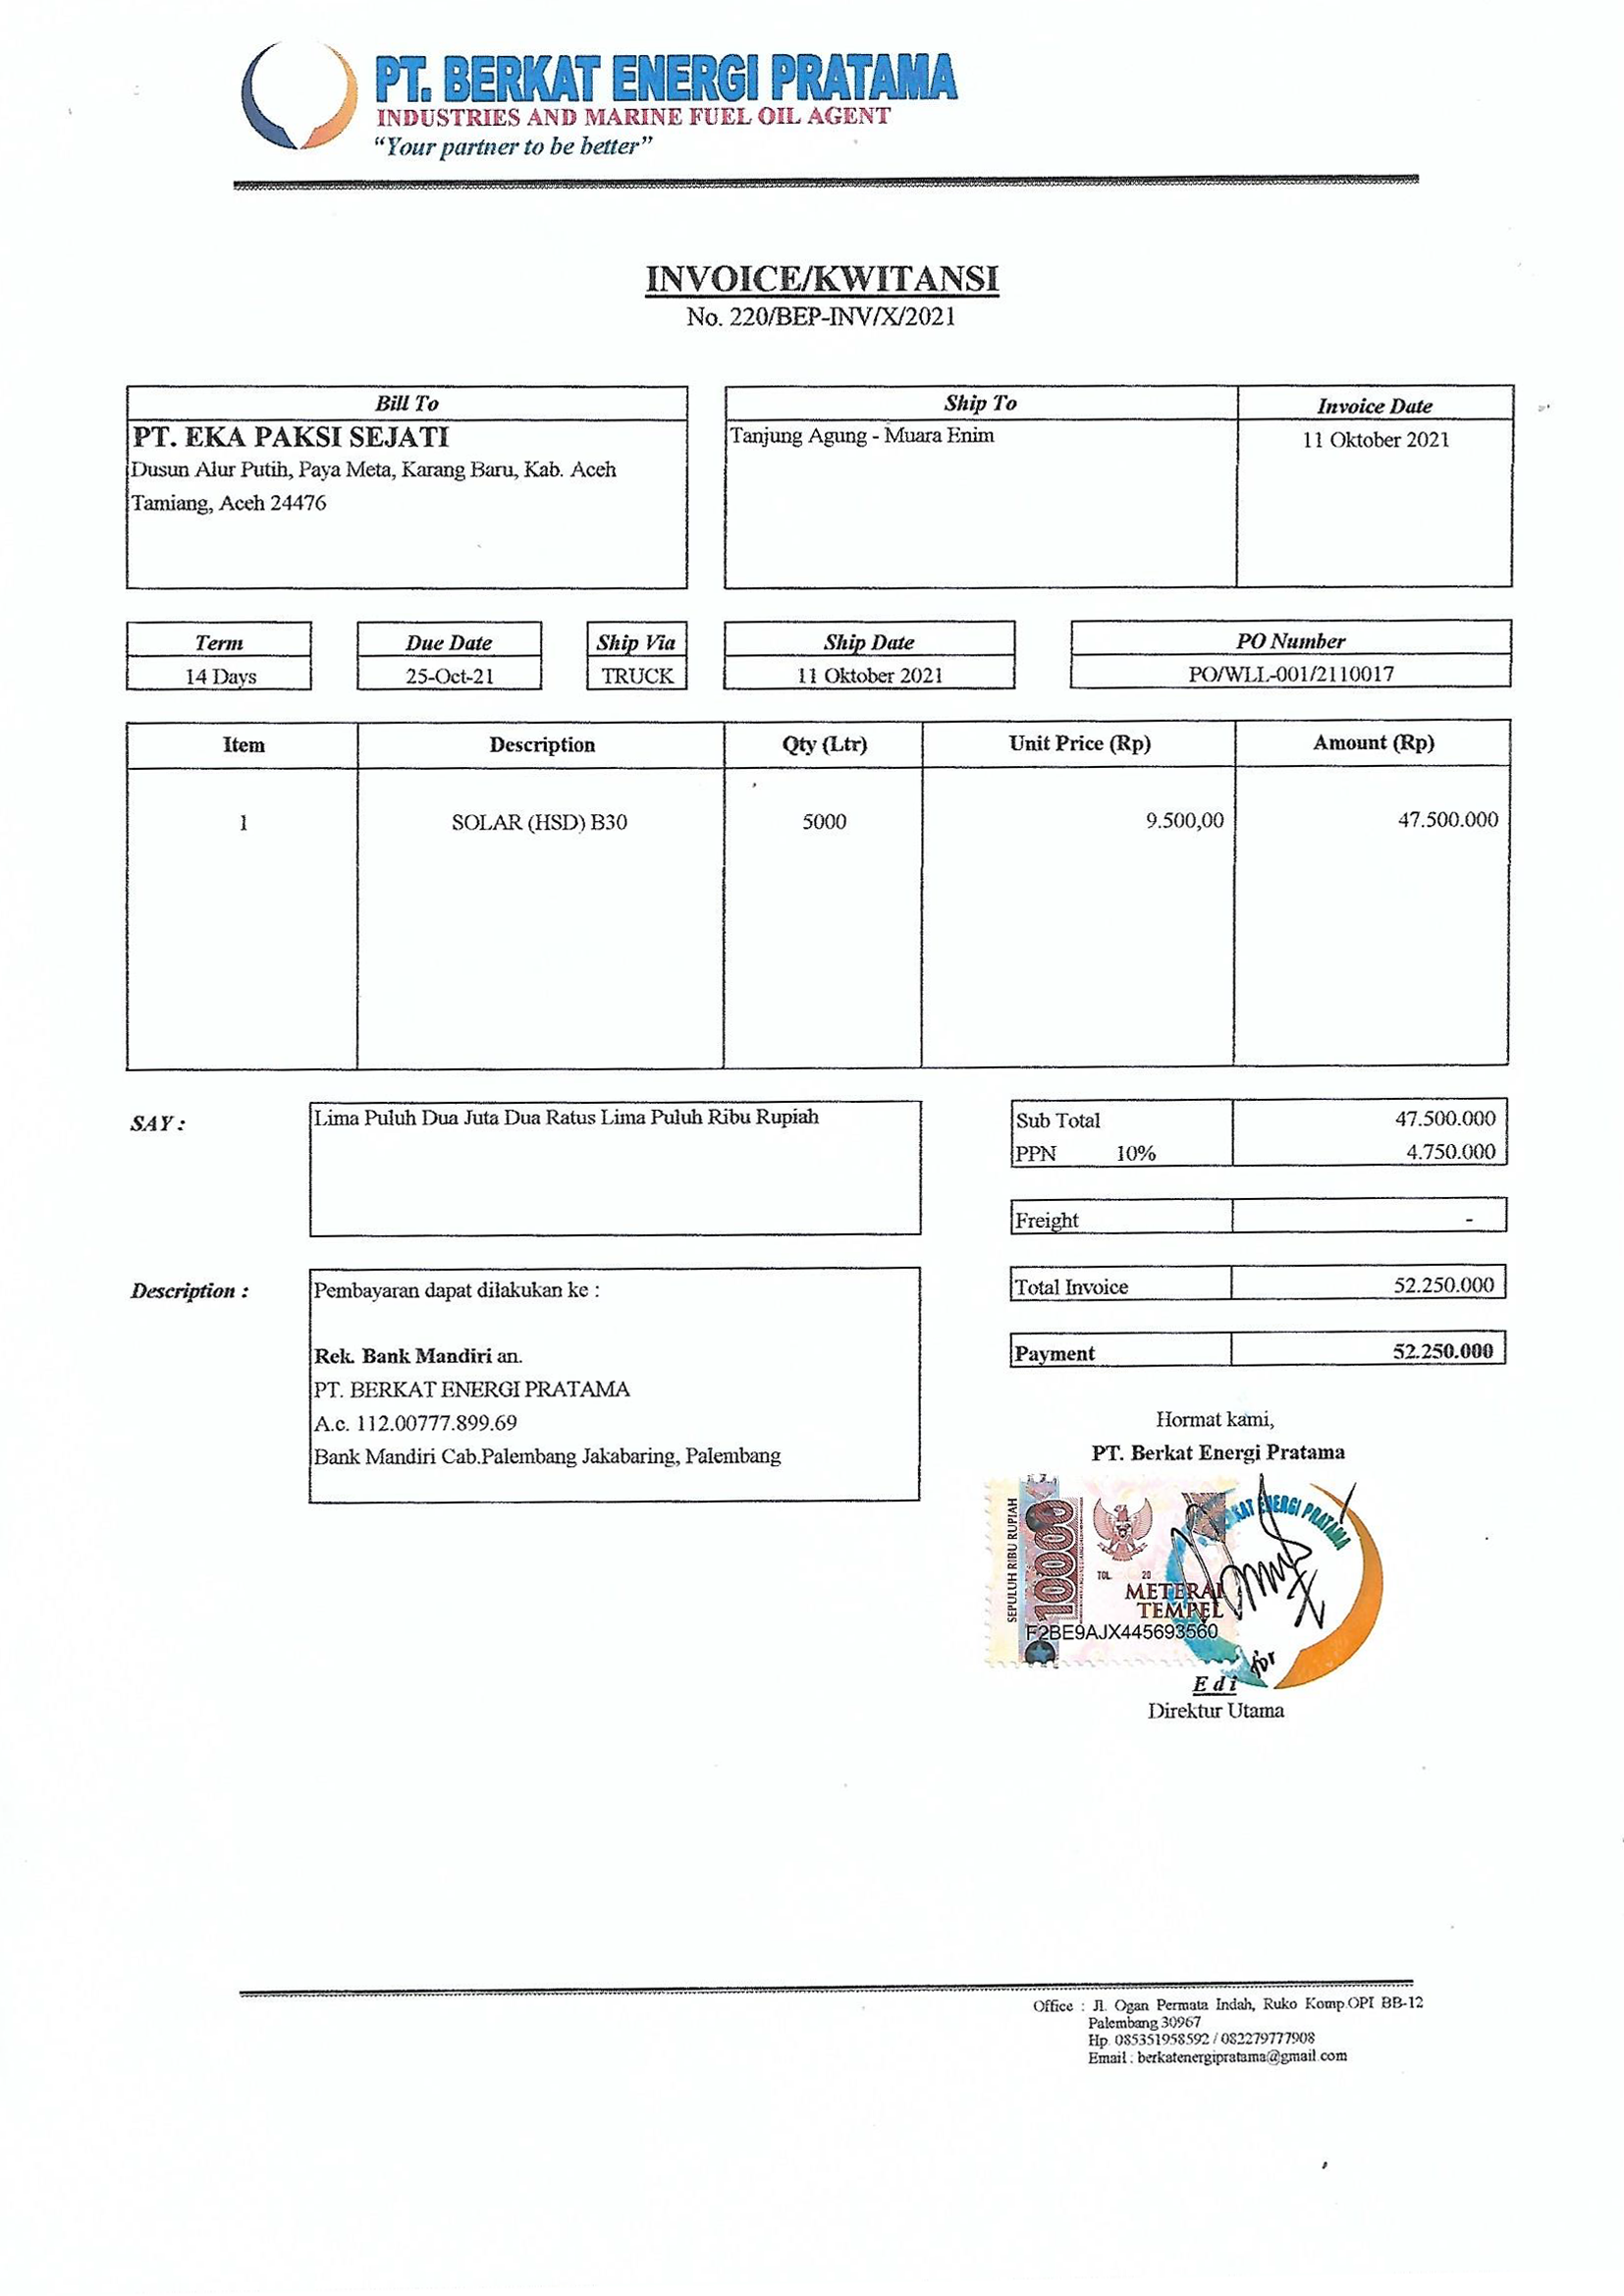 PT. BERKAT ENERGI PRATAMA
INDUSTRIES AND MARINE FUEL OIL AGENT
“Your partner to be better”
INVOICE/KWITANSI
No. 220/BEP-INV/X/2021
Bill To
PT. EKA PAKSI SEJATI
Dusun Alur Putih, Paya Meta, Karang Baru, Kab. Aceh
Tamiang, Aceh 24476
Ship To
Tanjung Agung - Muara Enim
Invoice Date
11 Oktober 2021
Term
14 Days
Due Date
25-Oct-21
Ship Via
TRUCK
Ship Date
11 Oktober 2021
PO Number
PO/WLL-001/2110017
Item Description Qty (Ltr) Unit Price (Rp) Amount (Rp)
1 SOLAR (HSD) B30 5000 9.500,00 47.500.000
SAY :
Lima Puluh Dua Juta Dua Ratus Lima Puluh Ribu Rupiah
Sub Total 47.500.000
PPN 10% 4.750.000
Freight -
Total Invoice 52.250.000
Payment 52.250.000
Description :
Pembayaran dapat dilakukan ke :
Rek. Bank Mandiri an.
PT. BERKAT ENERGI PRATAMA
A.c. 112.00777.899.69
Bank Mandiri Cab.Palembang Jakabaring, Palembang
Hormat kami,
PT. Berkat Energi Pratama
SEPULUH RIBU RUPIAH
10000
TGL. 20
METERAI
TEMPEL
F2BE9AJX445693560
ENERGI PRATAMA
for
Edi
Direktur Utama
Office : Jl. Ogan Permata Indah, Ruko Komp.OPI BB-12
Palembang 30967
Hp. 085351958592 / 082279777908
Email : berkatenergipratama@gmail.com